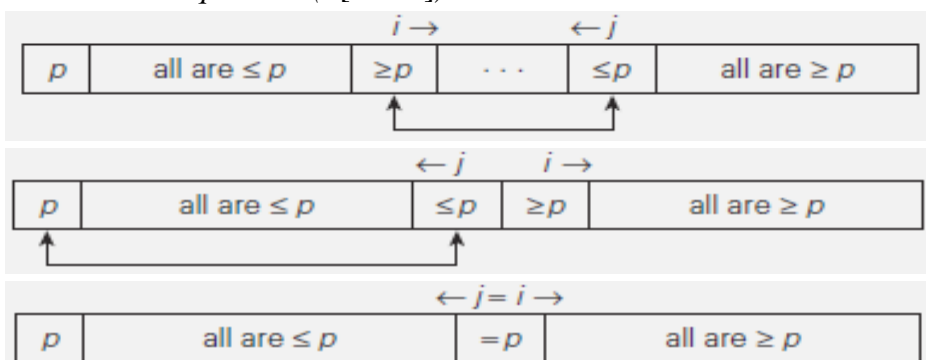 i → ← j
p all are ≤ p ≥p · · · ≤p all are ≥ p
← j i →
p all are ≤ p ≤p ≥p all are ≥ p
← j = i →
p all are ≤ p =p all are ≥ p